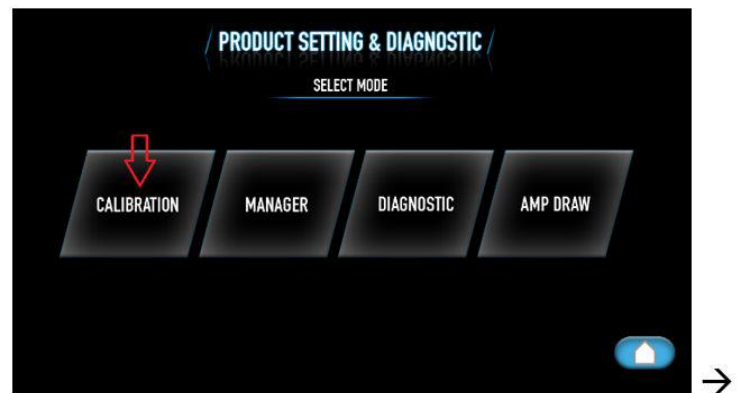 PRODUCT SETTING & DIAGNOSTIC
SELECT MODE
CALIBRATION MANAGER DIAGNOSTIC AMP DRAW
→